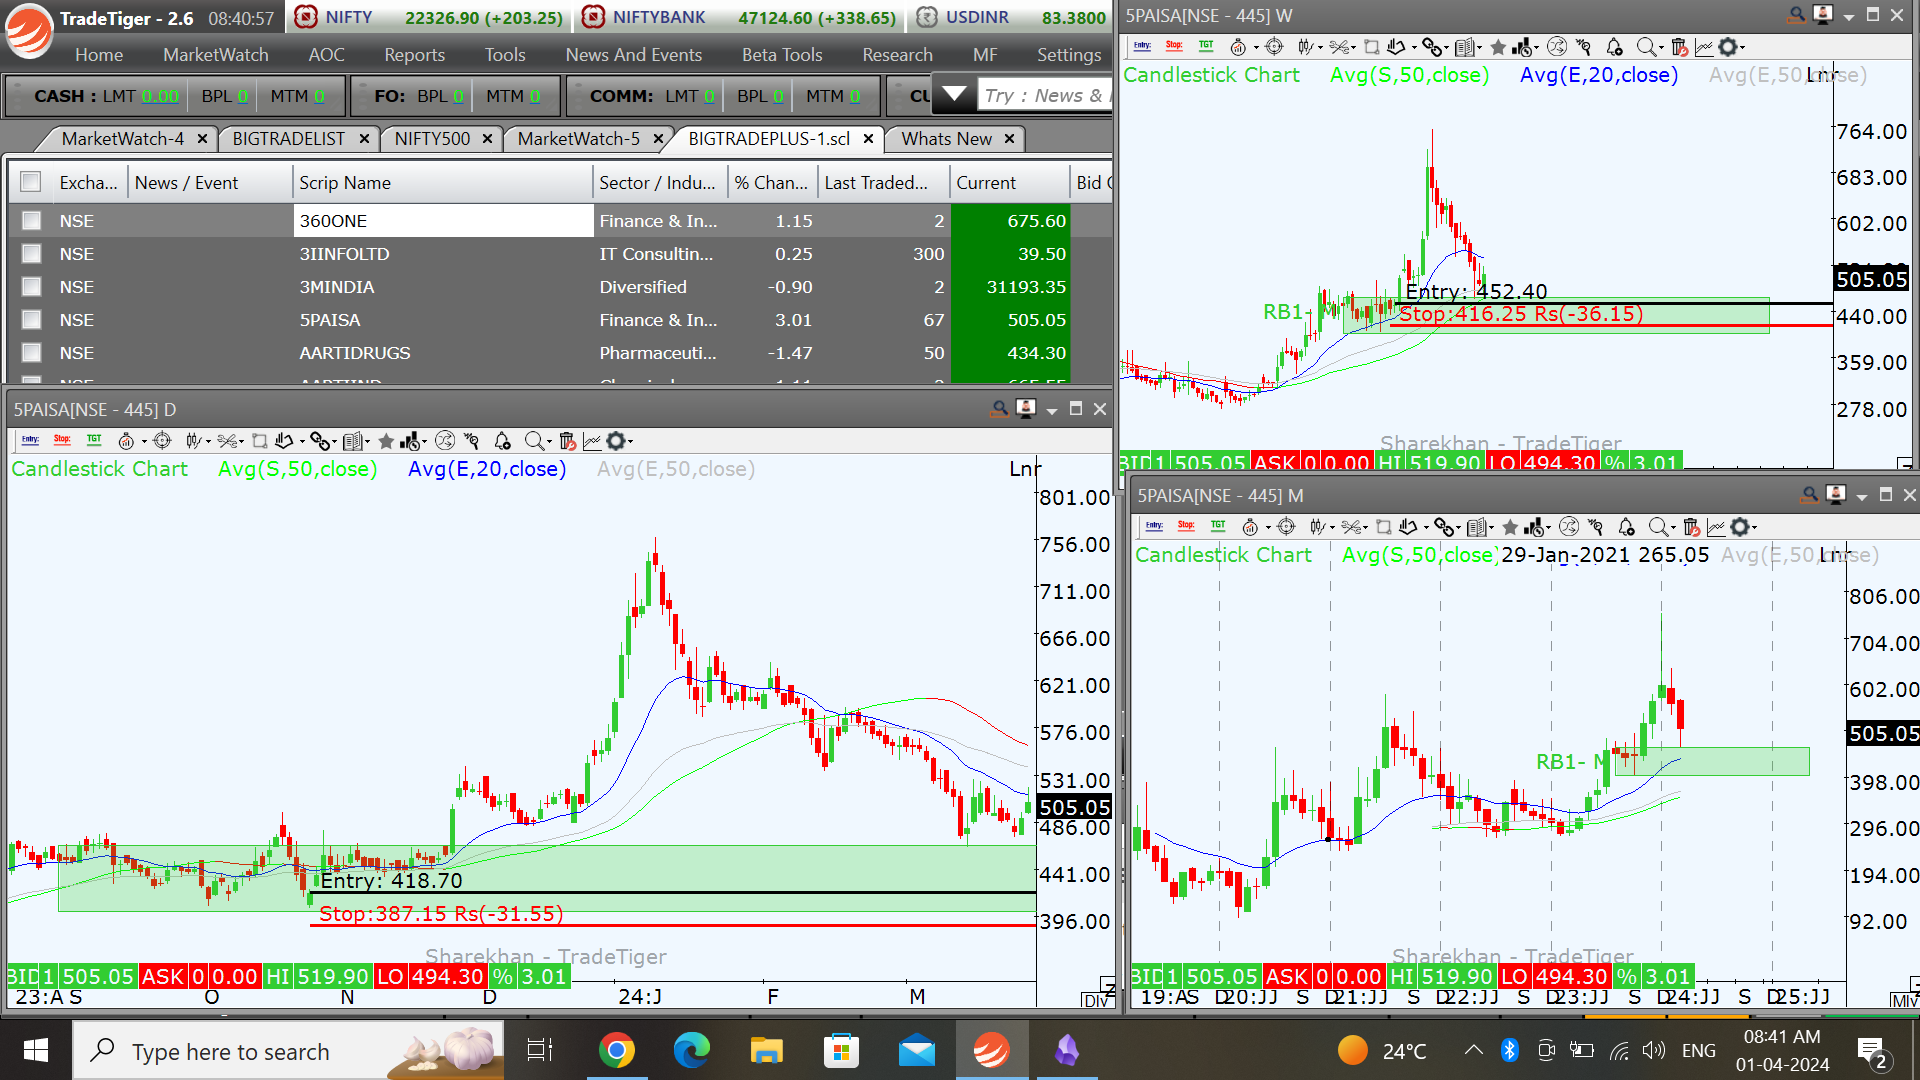 TradeTiger - 2.6 08:40:57 NIFTY 22326.90 (+203.25) NIFTYBANK 47124.60 (+338.65) USDINR 83.3800
Home MarketWatch AOC Reports Tools News And Events Beta Tools Research MF Settings
CASH : LMT 0.00 BPL 0 MTM 0 FO: BPL 0 MTM 0 COMM: LMT 0 BPL 0 MTM 0 Try : News &
MarketWatch-4 BIGTRADELIST NIFTY500 MarketWatch-5 BIGTRADEPLUS-1.scl Whats New
Excha... News / Event Scrip Name Sector / Indu... % Chan... Last Traded... Current Bid
NSE 360ONE Finance & In... 1.15 2 675.60
NSE 3IINFOLTD IT Consultin... 0.25 300 39.50
NSE 3MINDIA Diversified -0.90 2 31193.35
NSE 5PAISA Finance & In... 3.01 67 505.05
NSE AARTIDRUGS Pharmaceuti... -1.47 50 434.30
5PAISA[NSE - 445] D
Entry: Stop: TGT
Candlestick Chart Avg(S,50,close) Avg(E,20,close) Avg(E,50,close) Lnr
801.00
756.00
711.00
666.00
621.00
576.00
531.00
505.05
486.00
441.00
396.00
Entry: 418.70
Stop:387.15 Rs(-31.55)
Sharekhan - TradeTiger
BID 1 505.05 ASK 0 0.00 HI 519.90 LO 494.30 % 3.01
23:A S O N D 24:J F M
5PAISA[NSE - 445] W
Entry: Stop: TGT
Candlestick Chart Avg(S,50,close) Avg(E,20,close) Avg(E,50,close) Lnr
764.00
683.00
602.00
505.05
440.00
359.00
278.00
Entry: 452.40
RB1-
Stop:416.25 Rs(-36.15)
Sharekhan - TradeTiger
BID 1 505.05 ASK 0 0.00 HI 519.90 LO 494.30 % 3.01
5PAISA[NSE - 445] M
Entry: Stop: TGT
Candlestick Chart Avg(S,50,close) 29-Jan-2021 265.05 Avg(E,50,close) Lnr
806.00
704.00
602.00
505.05
398.00
296.00
194.00
92.00
RB1- M
Sharekhan - TradeTiger
BID 1 505.05 ASK 0 0.00 HI 519.90 LO 494.30 % 3.01
19:A S D 20:JJ S D 21:JJ S D 22:JJ S D 23:JJ S D 24:JJ S D 25:JJ
Type here to search
24°C ENG 08:41 AM
01-04-2024
2